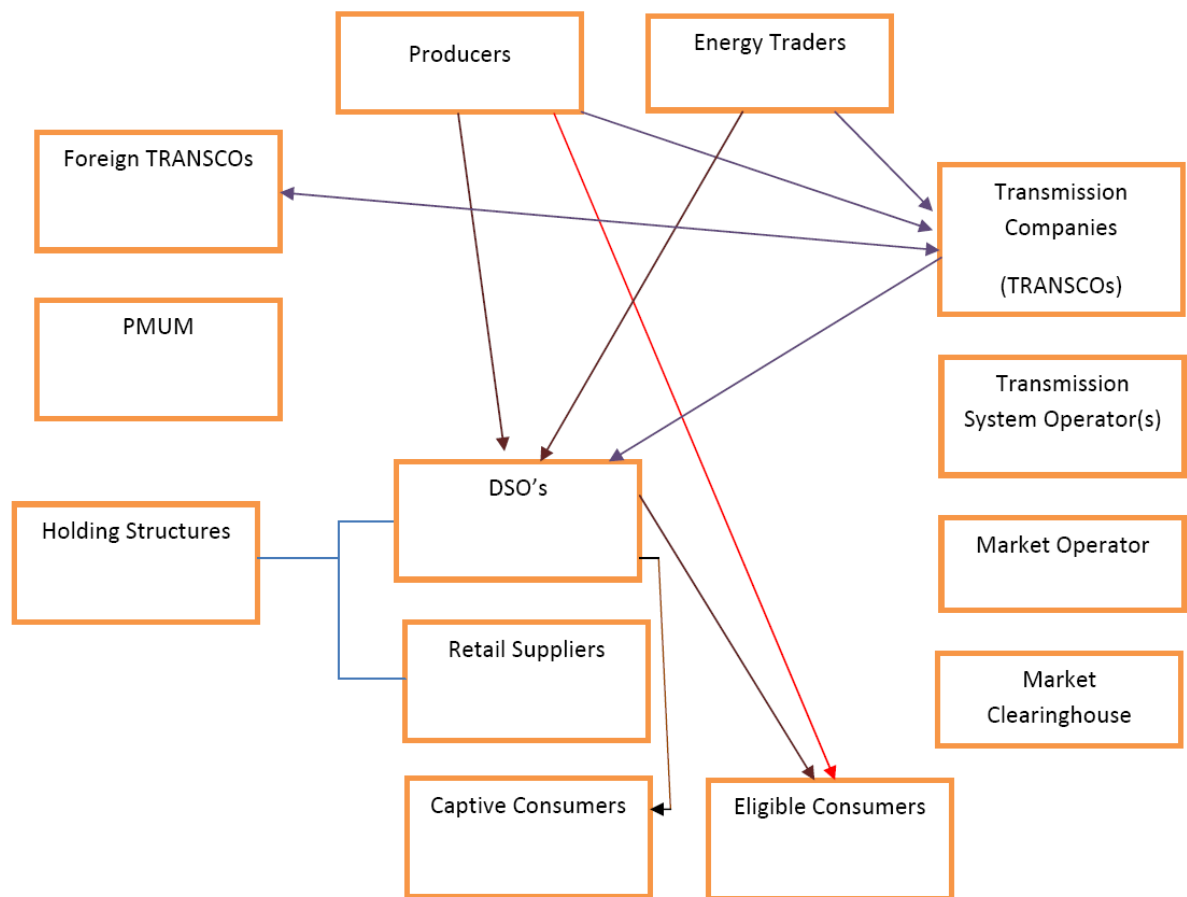 Producers
Energy Traders
Foreign TRANSCOs
Transmission
Companies
(TRANSCOs)
PMUM
Transmission
System Operator(s)
DSO’s
Holding Structures
Market Operator
Retail Suppliers
Market
Clearinghouse
Captive Consumers
Eligible Consumers